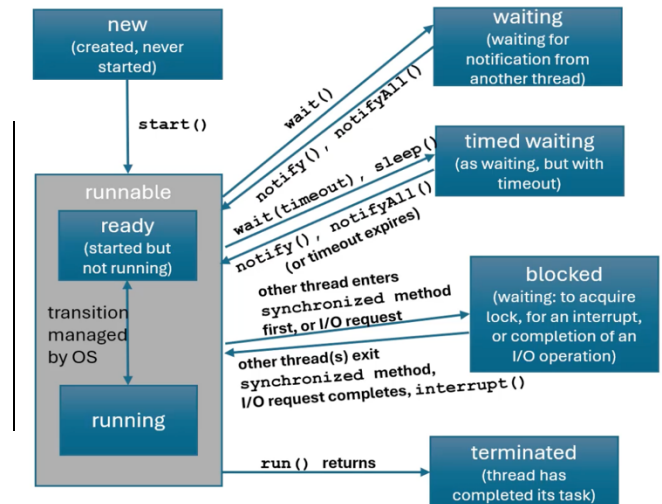 new
(created, never
started)
start()
waiting
(waiting for
notification from
another thread)
wait()
notify(), notifyAll()
timed waiting
(as waiting, but with
timeout)
wait(timeout), sleep()
notify(), notifyAll()
(or timeout expires)
runnable
ready
(started but
not running)
transition
managed
by OS
running
other thread enters
synchronized method
first, or I/O request
blocked
(waiting: to acquire
lock, for an interrupt,
or completion of an
I/O operation)
other thread(s) exit
synchronized method,
I/O request completes, interrupt()
run() returns
terminated
(thread has
completed its task)